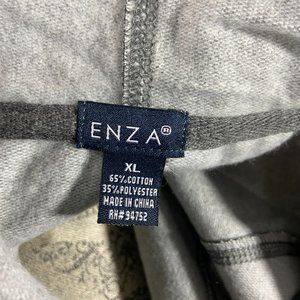 ENZA®
XL
65% COTTON
35% POLYESTER
MADE IN CHINA
RN# 94752